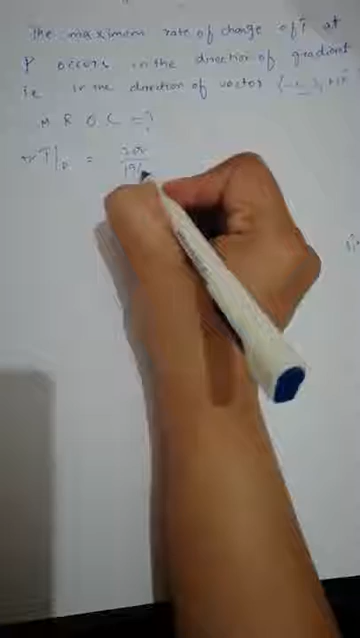 The maximum rate of change of T at
P occurs in the direction of gradient
ie in the direction of vector
M R O C = ?
∇T|p =